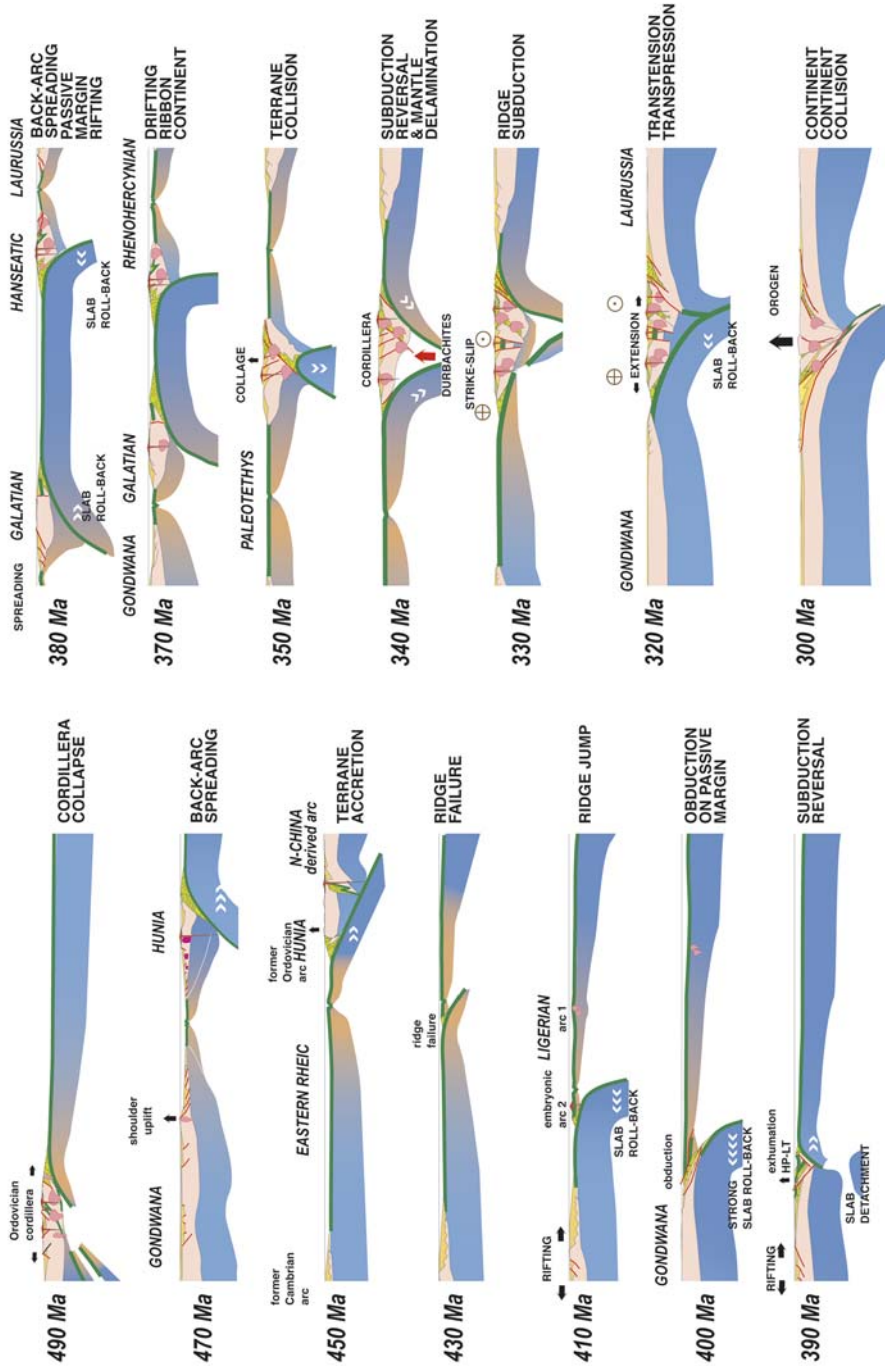 490 Ma
Ordovician
cordillera
CORDILLERA
COLLAPSE
470 Ma
GONDWANA
shoulder
uplift
HUNIA
BACK-ARC
SPREADING
450 Ma
former
Cambrian
arc
EASTERN RHEIC
former
Ordovician
arc HUNIA
N-CHINA
derived arc
TERRANE
ACCRETION
430 Ma
ridge
failure
RIDGE
FAILURE
410 Ma
RIFTING
embryonic
arc 2
LIGERIAN
arc 1
SLAB
ROLL-BACK
RIDGE JUMP
400 Ma
GONDWANA
obduction
STRONG
SLAB ROLL-BACK
OBDUCTION
ON PASSIVE
MARGIN
390 Ma
RIFTING
exhumation
HP-LT
SLAB
DETACHMENT
SUBDUCTION
REVERSAL
380 Ma
SPREADING
GALATIAN
HANSEATIC
LAURUSSIA
SLAB
ROLL-BACK
SLAB
ROLL-BACK
BACK-ARC
SPREADING
PASSIVE
MARGIN
RIFTING
370 Ma
GONDWANA
GALATIAN
RHENOHERCYNIAN
DRIFTING
RIBBON
CONTINENT
350 Ma
PALEOTETHYS
COLLAGE
TERRANE
COLLISION
340 Ma
CORDILLERA
DURBACHITES
SUBDUCTION
REVERSAL
& MANTLE
DELAMINATION
330 Ma
STRIKE-SLIP
RIDGE
SUBDUCTION
320 Ma
GONDWANA
EXTENSION
LAURUSSIA
SLAB
ROLL-BACK
TRANSTENSION
TRANSPRESSION
300 Ma
OROGEN
CONTINENT
CONTINENT
COLLISION